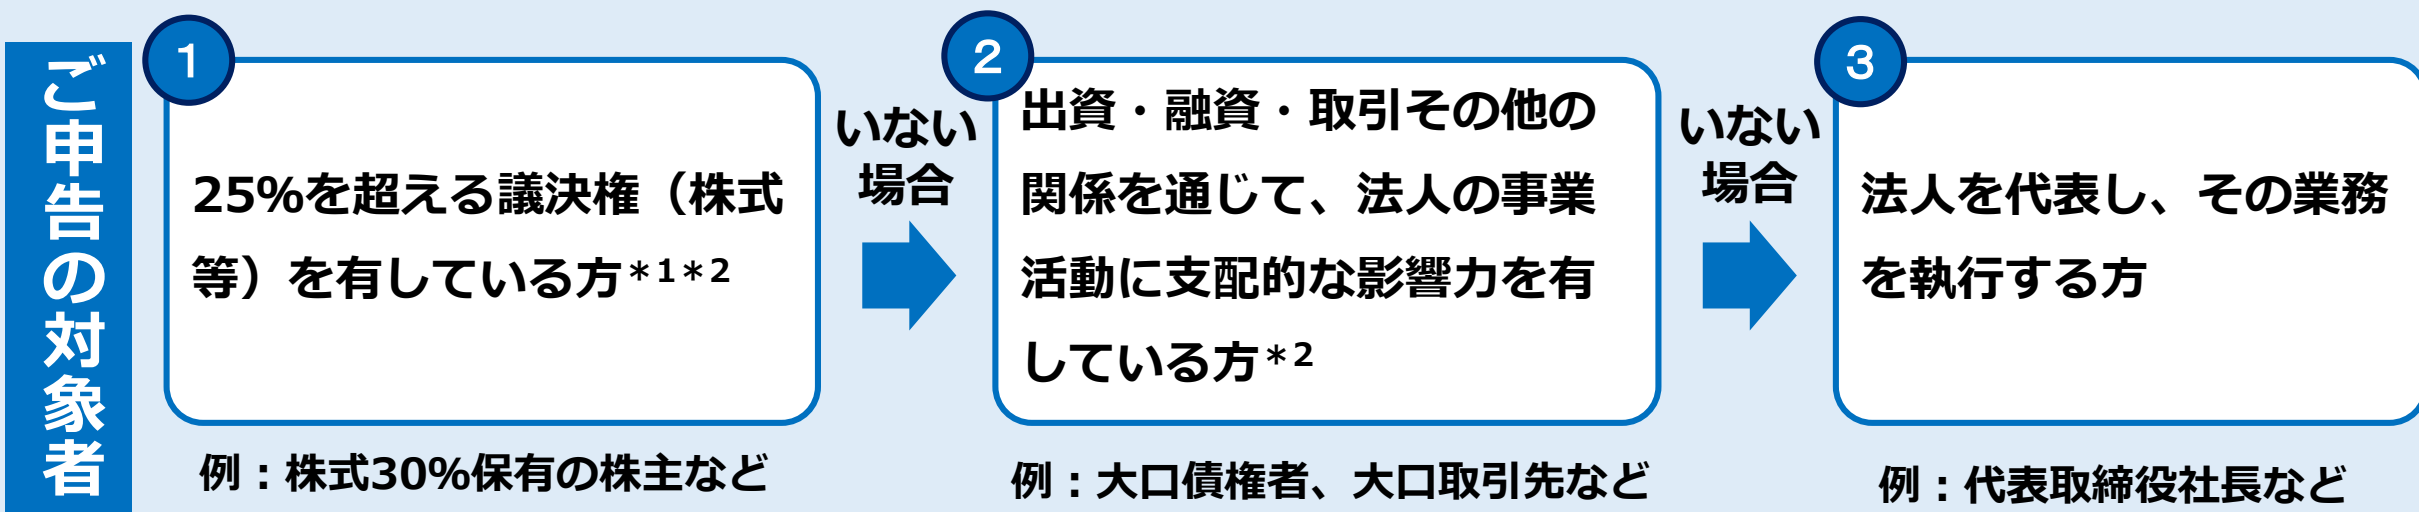 ご申告の対象者
1
25%を超える議決権（株式
等）を有している方*1*2
例：株式30%保有の株主など
いない
場合
2
出資・融資・取引その他の
関係を通じて、法人の事業
活動に支配的な影響力を有
している方*2
例：大口債権者、大口取引先など
いない
場合
3
法人を代表し、その業務
を執行する方
例：代表取締役社長など